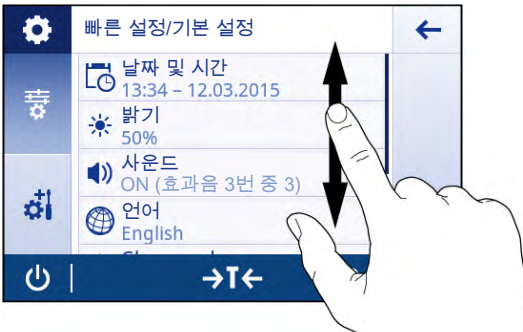 빠른 설정/기본 설정
날짜 및 시간
13:34 – 12.03.2015
밝기
50%
사운드
ON (효과음 3번 중 3)
언어
English
→T←